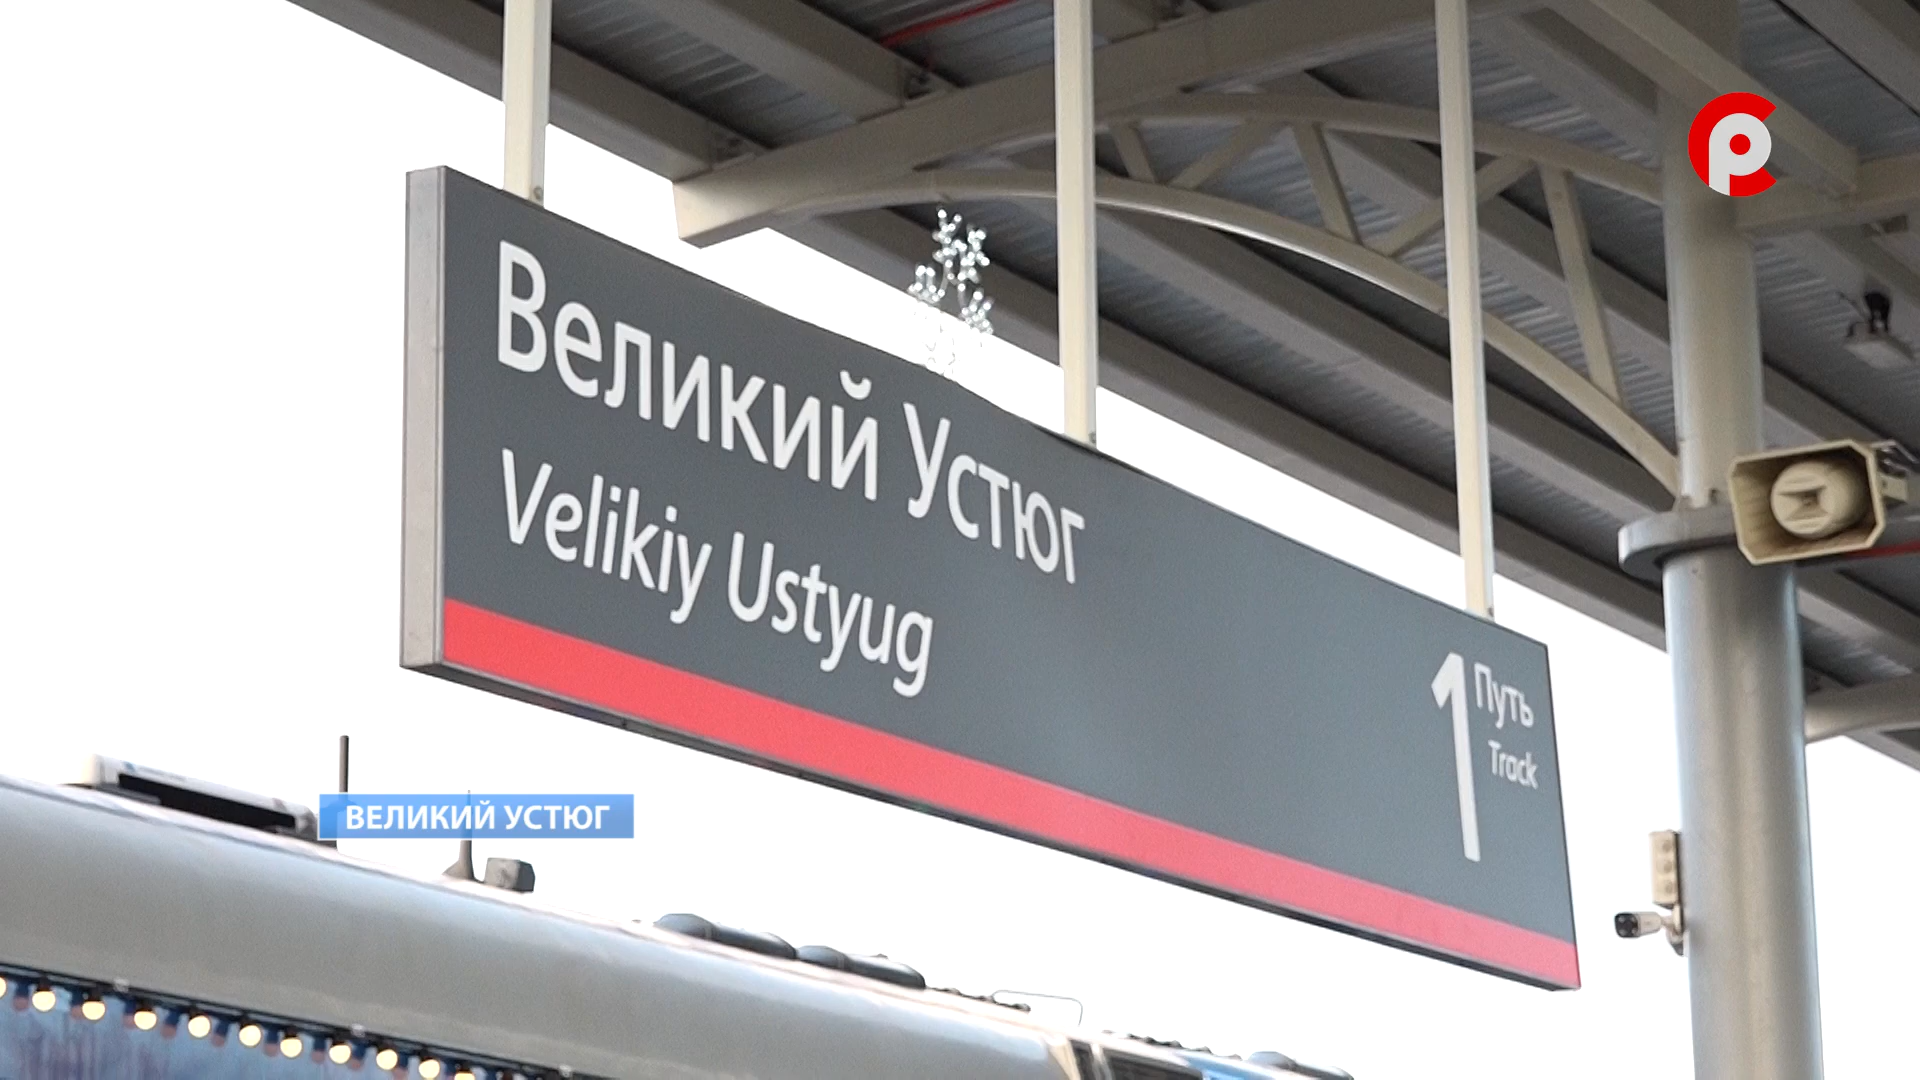 Великий Устюг
Velikiy Ustyug
1
Путь
Track
ВЕЛИКИЙ УСТЮГ